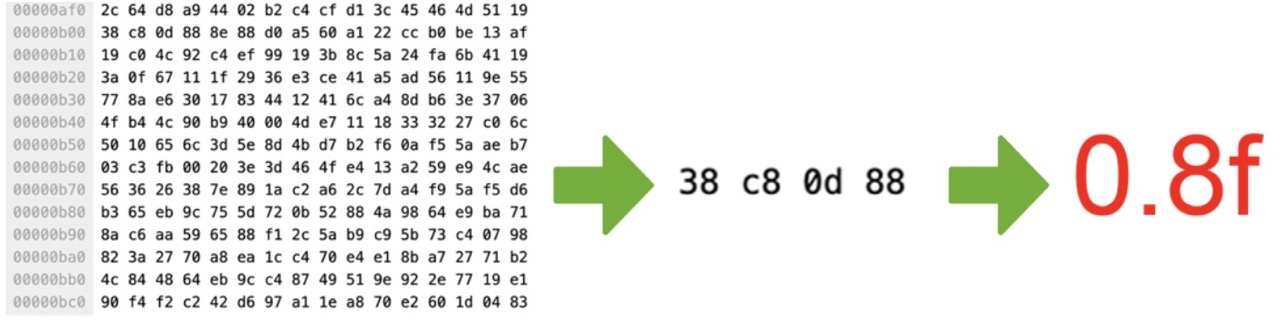 00000af0 2c 64 d8 a9 44 02 b2 c4 cf d1 3c 45 46 4d 51 19
00000b00 38 c8 0d 88 8e 88 d0 a5 60 a1 22 cc b0 be 13 af
00000b10 19 c0 4c 92 c4 ef 99 19 3b 8c 5a 24 fa 6b 41 19
00000b20 3a 0f 67 11 1f 29 36 e3 ce 41 a5 ad 56 11 9e 55
00000b30 77 8a e6 30 17 83 44 12 41 6c a4 8d b6 3e 37 06
00000b40 4f b4 4c 90 b9 40 00 4d e7 11 18 33 32 27 c0 6c
00000b50 50 10 65 6c 3d 5e 8d 4b d7 b2 f6 0a f5 5a ae b7
00000b60 03 c3 fb 00 20 3e 3d 46 4f e4 13 a2 59 e9 4c ae
00000b70 56 36 26 38 7e 89 1a c2 a6 2c 7d a4 f9 5a f5 d6
00000b80 b3 65 eb 9c 75 5d 72 0b 52 88 4a 98 64 e9 ba 71
00000b90 8a c6 aa 59 65 88 f1 2c 5a b9 c9 5b 73 c4 07 98
00000ba0 82 3a 27 70 a8 ea 1c c4 70 e4 e1 8b a7 27 71 b2
00000bb0 4c 84 48 64 eb 9c c4 87 49 51 9e 92 2e 77 19 e1
00000bc0 90 f4 f2 c2 42 d6 97 a1 1e a8 70 e2 60 1d 04 83
38 c8 0d 88
0.8f